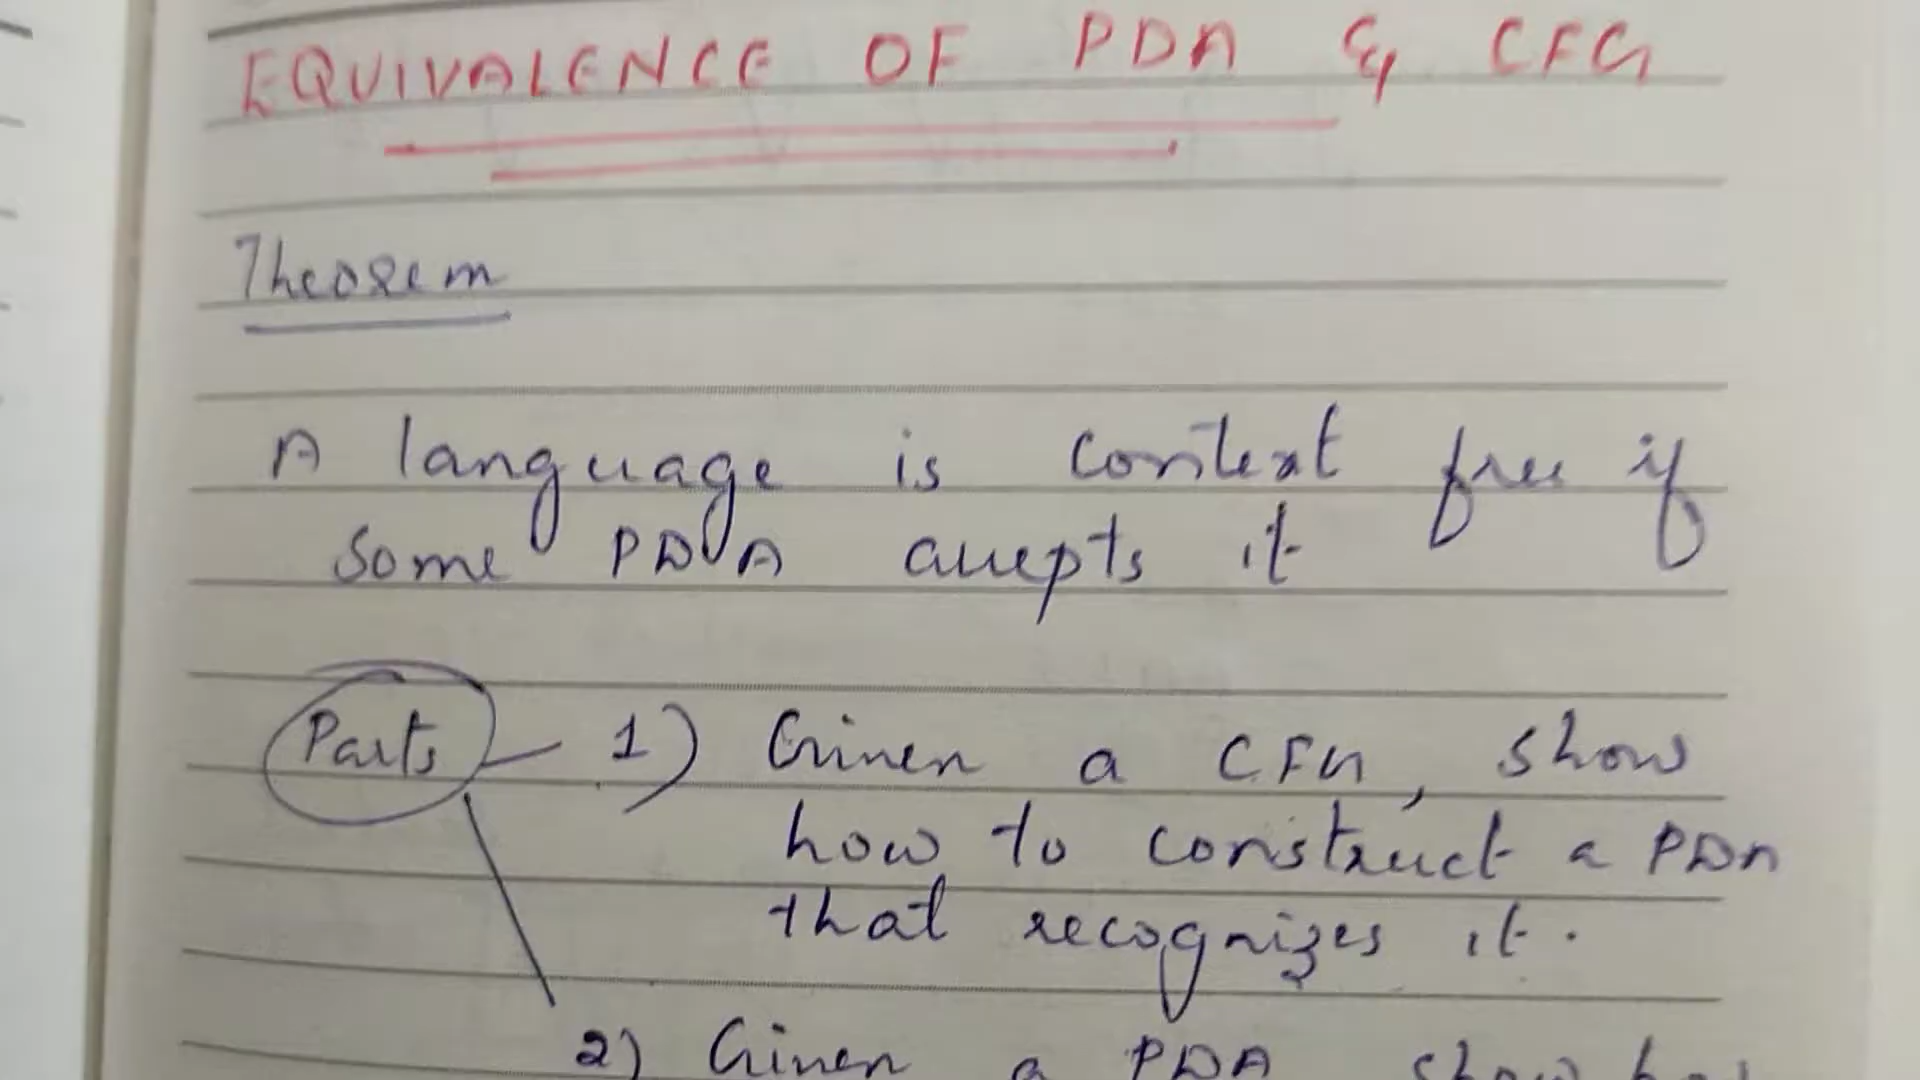 EQUIVALENCE OF PDA & CFG
Theorem
A language is context free if
some PDA accepts it
Parts 1) Given a CFG, show
how to construct a PDA
that recognizes it.
2) Given a PDA show